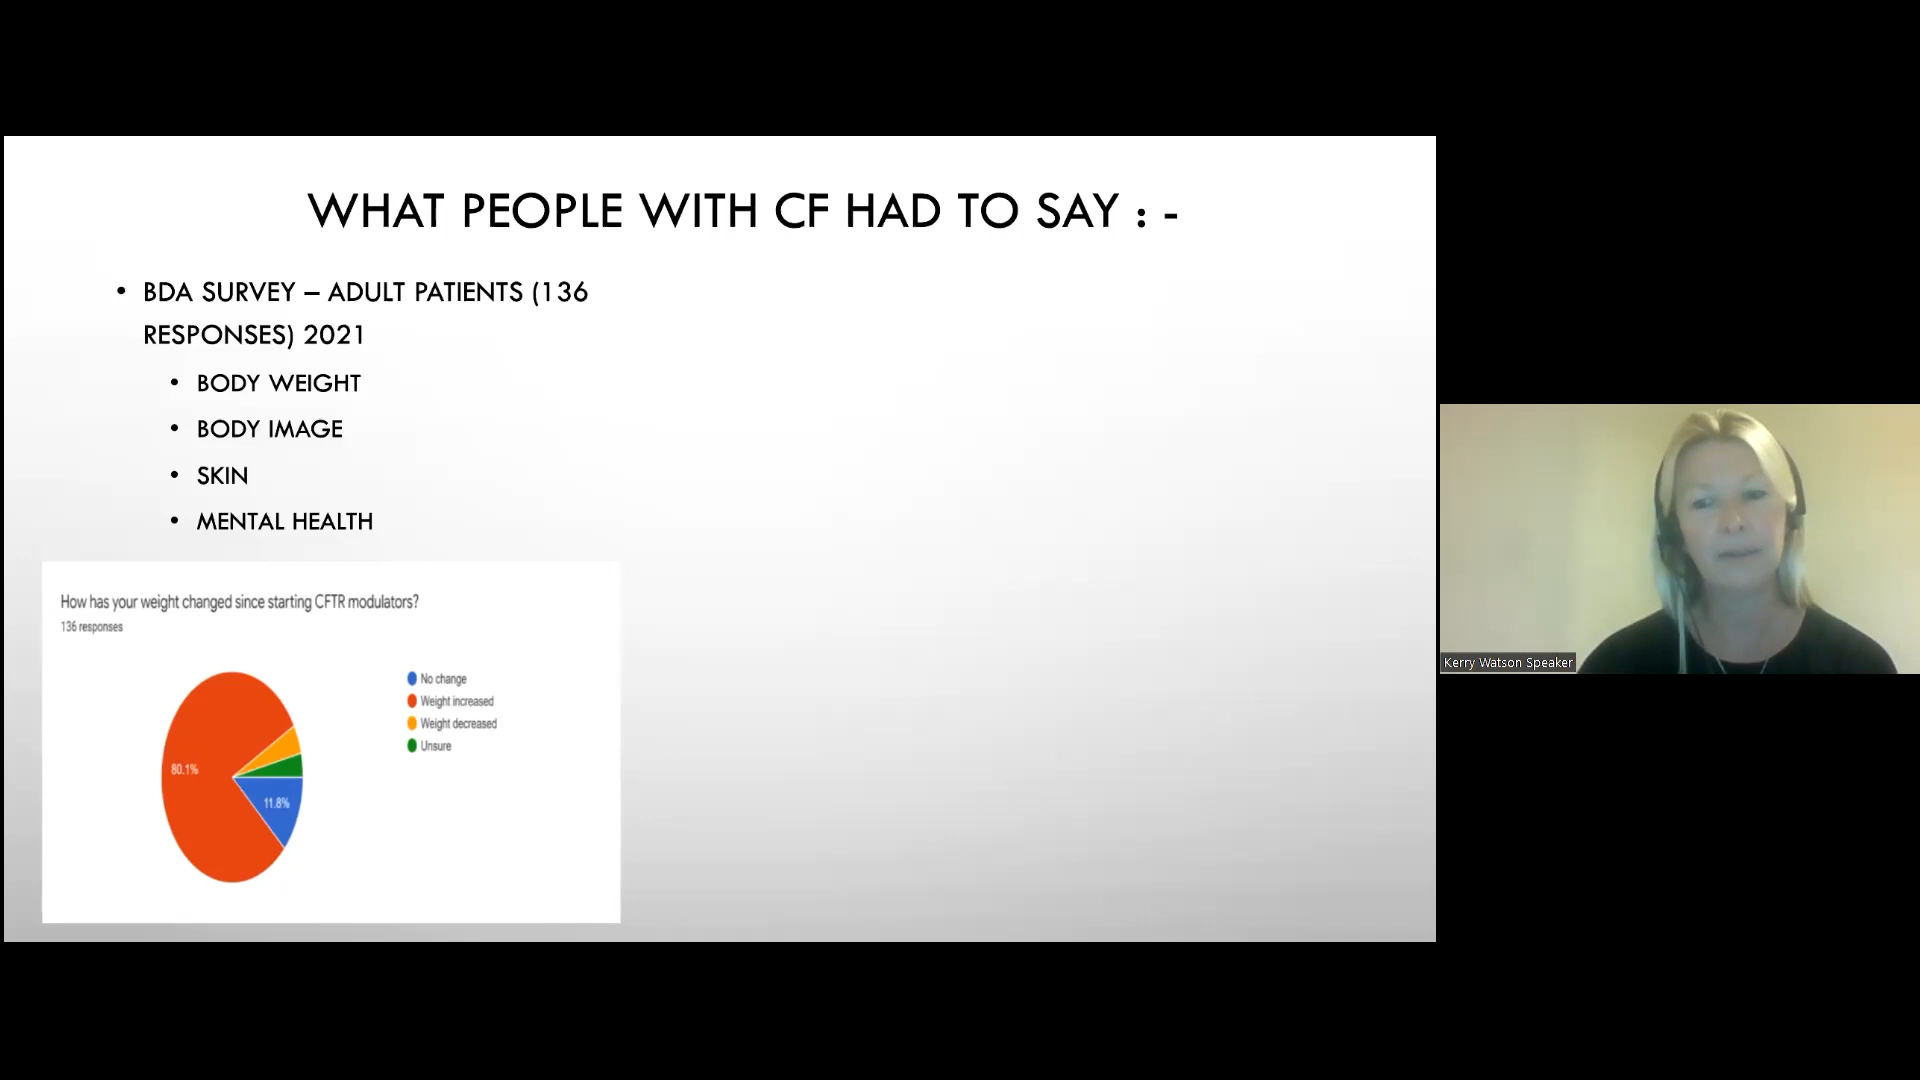 WHAT PEOPLE WITH CF HAD TO SAY : -
• BDA SURVEY – ADULT PATIENTS (136
RESPONSES) 2021
• BODY WEIGHT
• BODY IMAGE
• SKIN
• MENTAL HEALTH
How has your weight changed since starting CFTR modulators?
136 responses
No change
Weight increased
Weight decreased
Unsure
80.1%
11.8%
Kerry Watson Speaker